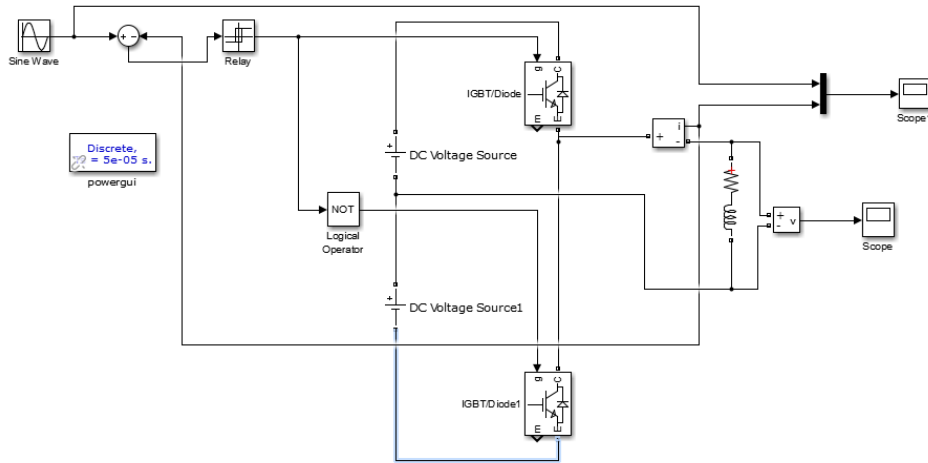 Sine Wave
+ -
Relay
g
C
IGBT/Diode
m
E
Discrete,
= 5e-05 s.
powergui
+
DC Voltage Source
+
i
-
Scope1
NOT
Logical
Operator
+
-
v
Scope
+
DC Voltage Source1
g
C
IGBT/Diode1
m
E